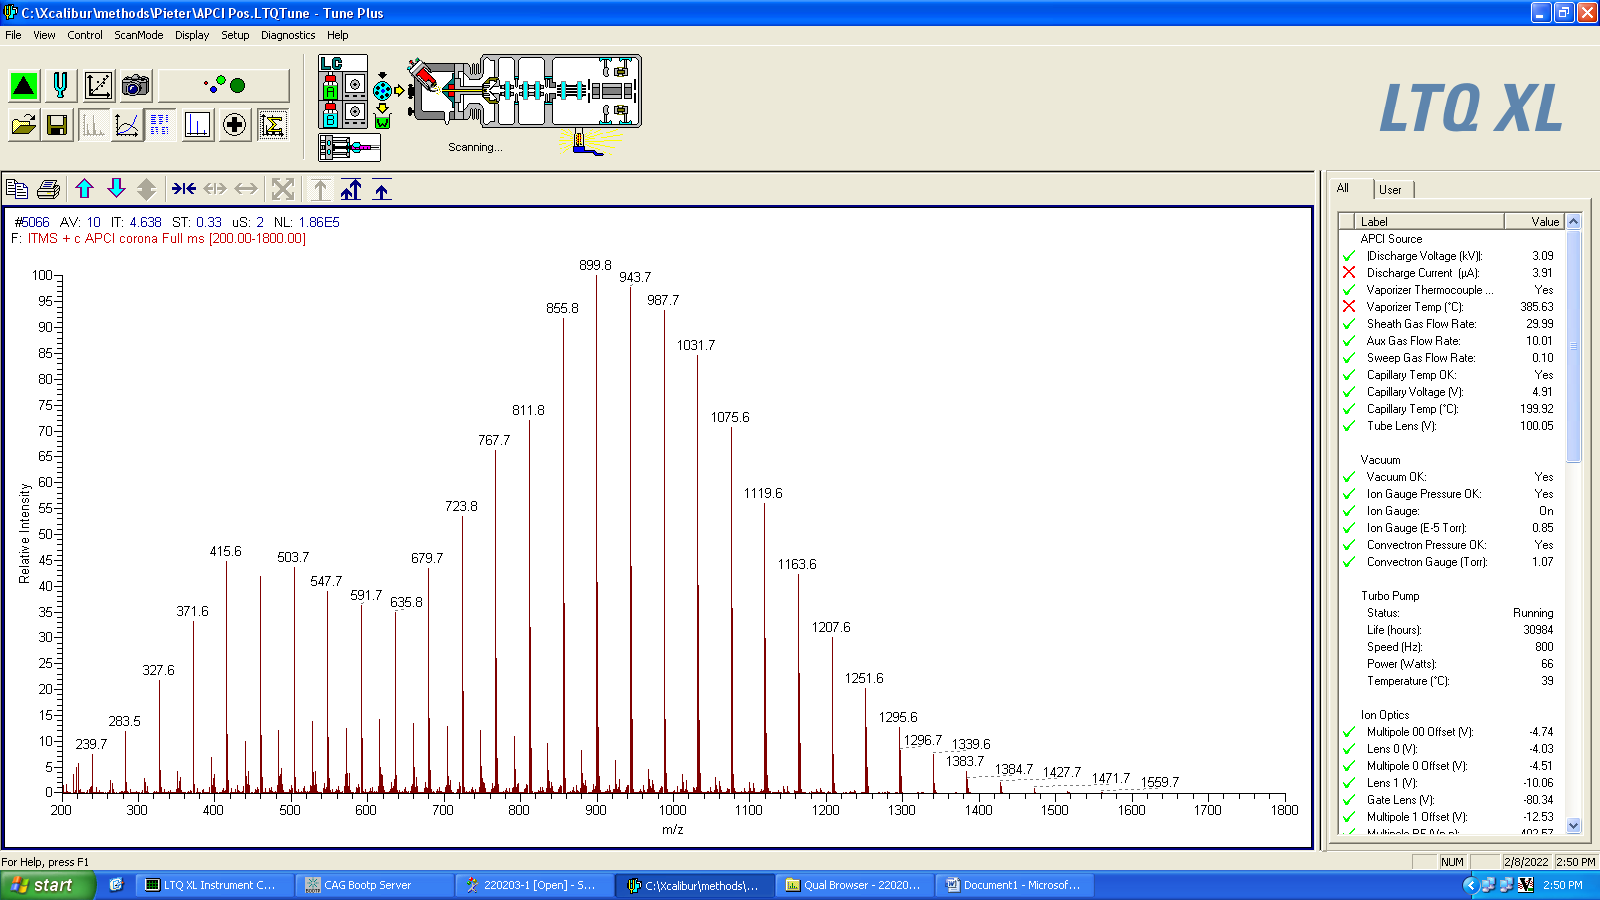 C:\Xcalibur\methods\Pieter\APCI Pos.LTQTune - Tune Plus
File View Control ScanMode Display Setup Diagnostics Help
LC
A
B
W
Scanning...
LTQ XL
#5066 AV: 10 IT: 4.638 ST: 0.33 uS: 2 NL: 1.86E5
F: ITMS + c APCI corona Full ms [200.00-1800.00]
Relative Intensity
100
95
90
85
80
75
70
65
60
55
50
45
40
35
30
25
20
15
10
5
0
239.7
283.5
327.6
371.6
415.6
503.7
547.7
591.7
635.8
679.7
723.8
767.7
811.8
855.8
899.8
943.7
987.7
1031.7
1075.6
1119.6
1163.6
1207.6
1251.6
1295.6
1296.7
1339.6
1383.7
1384.7
1427.7
1471.7
1559.7
200 300 400 500 600 700 800 900 1000 1100 1200 1300 1400 1500 1600 1700 1800
m/z
All User
Label Value
APCI Source
|Discharge Voltage (kV)|: 3.09
Discharge Current (µA): 3.91
Vaporizer Thermocouple ... Yes
Vaporizer Temp (°C): 385.63
Sheath Gas Flow Rate: 29.99
Aux Gas Flow Rate: 10.01
Sweep Gas Flow Rate: 0.10
Capillary Temp OK: Yes
Capillary Voltage (V): 4.91
Capillary Temp (°C): 199.92
Tube Lens (V): 100.05
Vacuum
Vacuum OK: Yes
Ion Gauge Pressure OK: Yes
Ion Gauge: On
Ion Gauge (E-5 Torr): 0.85
Convectron Pressure OK: Yes
Convectron Gauge (Torr): 1.07
Turbo Pump
Status: Running
Life (hours): 30984
Speed (Hz): 800
Power (Watts): 66
Temperature (°C): 39
Ion Optics
Multipole 00 Offset (V): -4.74
Lens 0 (V): -4.03
Multipole 0 Offset (V): -4.51
Lens 1 (V): -10.06
Gate Lens (V): -80.34
Multipole 1 Offset (V): -12.53
Multipole RF (Vp-p): 402.57
For Help, press F1
NUM 2/8/2022 2:50 PM
start
LTQ XL Instrument C...
CAG Bootp Server
220203-1 [Open] - S...
C:\Xcalibur\methods\...
Qual Browser - 22020...
Document1 - Microsof...
2:50 PM